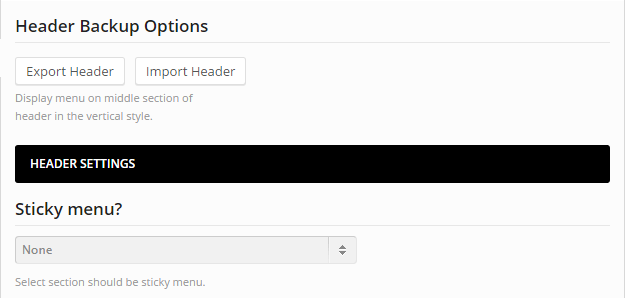 Header Backup Options
Export Header Import Header
Display menu on middle section of
header in the vertical style.
HEADER SETTINGS
Sticky menu?
None
Select section should be sticky menu.